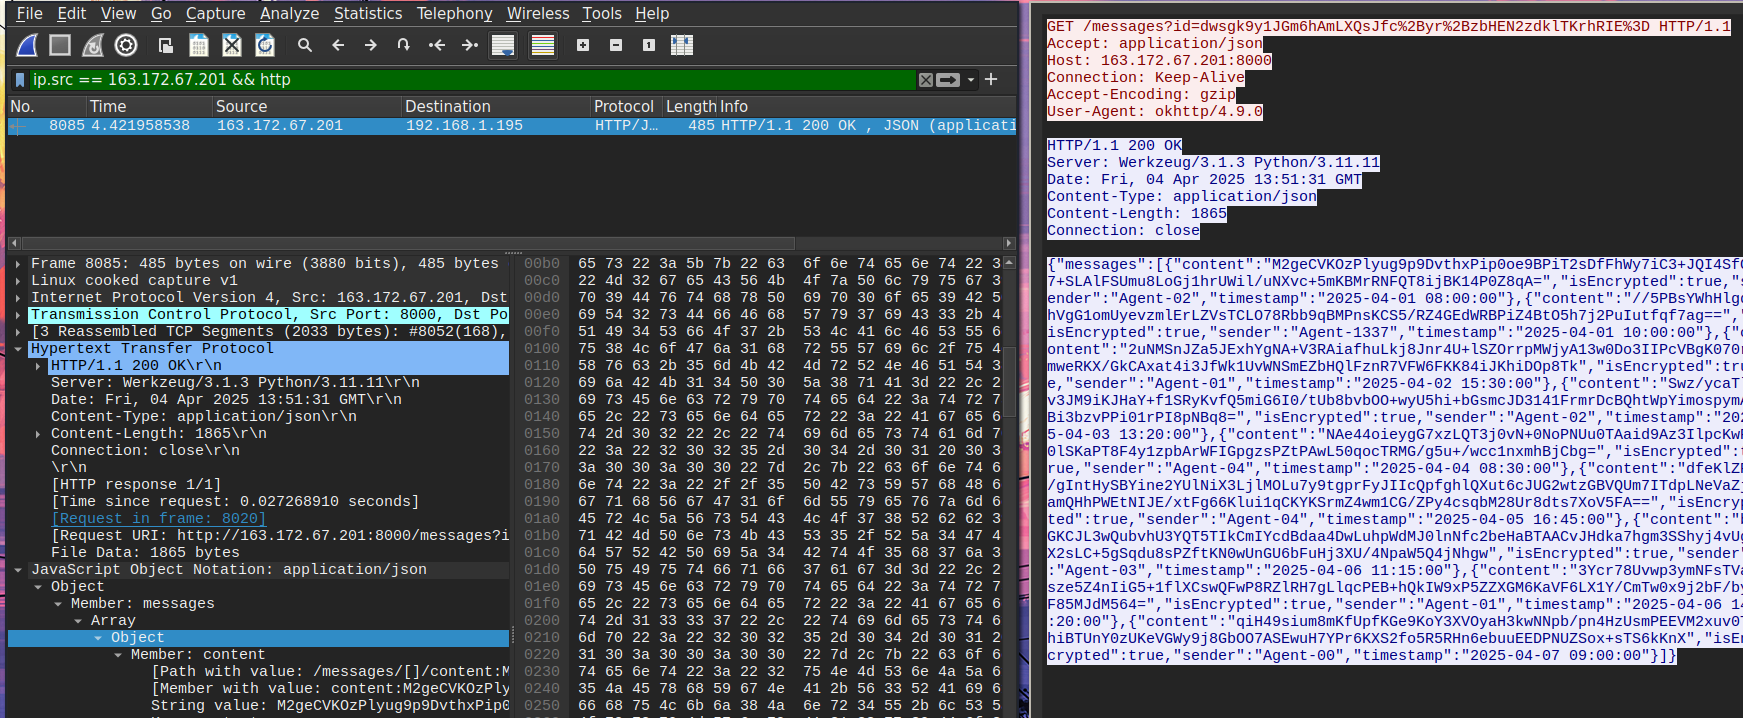 File Edit View Go Capture Analyze Statistics Telephony Wireless Tools Help
ip.src == 163.172.67.201 && http
No. Time Source Destination Protocol Length Info
8085 4.421958538 163.172.67.201 192.168.1.195 HTTP/J… 485 HTTP/1.1 200 OK , JSON (applicati
Frame 8085: 485 bytes on wire (3880 bits), 485 bytes
Linux cooked capture v1
Internet Protocol Version 4, Src: 163.172.67.201, Dst
Transmission Control Protocol, Src Port: 8000, Dst Po
[3 Reassembled TCP Segments (2033 bytes): #8052(168),
Hypertext Transfer Protocol
HTTP/1.1 200 OK\r\n
Server: Werkzeug/3.1.3 Python/3.11.11\r\n
Date: Fri, 04 Apr 2025 13:51:31 GMT\r\n
Content-Type: application/json\r\n
Content-Length: 1865\r\n
Connection: close\r\n
\r\n
[HTTP response 1/1]
[Time since request: 0.027268910 seconds]
[Request in frame: 8020]
[Request URI: http://163.172.67.201:8000/messages?i
File Data: 1865 bytes
JavaScript Object Notation: application/json
Object
Member: messages
Array
Object
Member: content
[Path with value: /messages/[]/content:M
[Member with value: content:M2geCVKOzPly
String value: M2geCVKOzPlyug9p9DvthxPip0
00b0 65 73 22 3a 5b 7b 22 63 6f 6e 74 65 6e 74 22 3
00c0 22 4d 32 67 65 43 56 4b 4f 7a 50 6c 79 75 67 3
00d0 70 39 44 76 74 68 78 50 69 70 30 6f 65 39 42 5
00e0 69 54 32 73 44 66 46 68 57 79 37 69 43 33 2b 4
00f0 51 49 34 53 66 4f 37 2b 53 4c 41 6c 46 53 55 6
0100 75 38 4c 6f 47 6a 31 68 72 55 57 69 6c 2f 75 4
0110 58 76 63 2b 35 6d 4b 42 4d 72 52 4e 46 51 54 3
0120 69 6a 42 4b 31 34 50 30 5a 38 71 41 3d 22 2c 2
0130 69 73 45 6e 63 72 79 70 74 65 64 22 3a 74 72 7
0140 65 2c 22 73 65 6e 64 65 72 22 3a 22 41 67 65 6
0150 74 2d 30 32 22 2c 22 74 69 6d 65 73 74 61 6d 7
0160 22 3a 22 32 30 32 35 2d 30 34 2d 30 31 20 30 3
0170 3a 30 30 3a 30 30 22 7d 2c 7b 22 63 6f 6e 74 6
0180 6e 74 22 3a 22 2f 2f 35 50 42 73 59 57 68 48 6
0190 67 71 68 56 67 47 31 6f 6d 55 79 65 76 7a 6d 6
01a0 45 72 4c 5a 56 73 54 43 4c 4f 37 38 52 62 62 3
01b0 71 42 4d 50 6e 73 4b 43 53 35 2f 52 5a 34 47 4
01c0 64 57 52 42 50 69 5a 34 42 74 4f 35 68 37 6a 3
01d0 50 75 49 75 74 66 71 66 37 61 67 3d 3d 22 2c 2
01e0 69 73 45 6e 63 72 79 70 74 65 64 22 3a 74 72 7
01f0 65 2c 22 73 65 6e 64 65 72 22 3a 22 41 67 65 6
0200 74 2d 31 33 33 37 22 2c 22 74 69 6d 65 73 74 6
0210 6d 70 22 3a 22 32 30 32 35 2d 30 34 2d 30 31 2
0220 31 30 3a 30 30 3a 30 30 22 7d 2c 7b 22 63 6f 6
0230 74 65 6e 74 22 3a 22 32 75 4e 4d 53 6e 4a 5a 6
0240 35 4a 45 78 68 59 67 4e 41 2b 56 33 52 41 69 6
0250 66 68 75 4c 6b 6a 38 4a 6e 72 34 55 2b 6c 53 5
GET /messages?id=dwsgk9y1JGm6hAmLXQsJfc%2Byr%2BzbHEN2zdklTKrhRIE%3D HTTP/1.1
Accept: application/json
Host: 163.172.67.201:8000
Connection: Keep-Alive
Accept-Encoding: gzip
User-Agent: okhttp/4.9.0
HTTP/1.1 200 OK
Server: Werkzeug/3.1.3 Python/3.11.11
Date: Fri, 04 Apr 2025 13:51:31 GMT
Content-Type: application/json
Content-Length: 1865
Connection: close
{"messages":[{"content":"M2geCVKOzPlyug9p9DvthxPip0oe9BPiT2sDfFhWy7iC3+JQI4SfO
7+SLAlFSUmu8LoGj1hrUWil/uNXvc+5mKBMrRNFQT8ijBK14P0Z8qA=","isEncrypted":true,"s
ender":"Agent-02","timestamp":"2025-04-01 08:00:00"},{"content":"//5PBsYWhHlgq
hVgG1omUyevzmlErLZVsTCLO78Rbb9qBMPnsKCS5/RZ4GEdWRBPiZ4BtO5h7j2PuIutfqf7ag==","
isEncrypted":true,"sender":"Agent-1337","timestamp":"2025-04-01 10:00:00"},{"c
ontent":"2uNMSnJZa5JExhYgNA+V3RAiafhuLkj8Jnr4U+lSZOrrpMWjyA13w0Do3IIPcVBgK070r
mweRKX/GkCAxat4i3JfWk1UvWNSmEZbHQlFznR7VFW6FKK84iJKhiDOp8Tk","isEncrypted":tru
e,"sender":"Agent-01","timestamp":"2025-04-02 15:30:00"},{"content":"Swz/ycaTl
v3JM9iKJHaY+f1SRyKvfQ5miG6I0/tUb8bvbOO+wyU5hi+bGsmcJD3141FrmrDcBQhtWpYimospymA
Bi3bzvPPi01rPI8pNBq8=","isEncrypted":true,"sender":"Agent-02","timestamp":"202
5-04-03 13:20:00"},{"content":"NAe44oieygG7xzLQT3j0vN+0NoPNUu0TAaid9Az3IlpcKwE
0lSKaPT8F4y1zpbArWFIGpgzsPZtPAwL50qocTRMG/g5u+/wcc1nxmhBjCbg=","isEncrypted":t
rue,"sender":"Agent-04","timestamp":"2025-04-04 08:30:00"},{"content":"dfeKlZF
/gIntHySBYine2YUlNiX3LjlMOLu7y9tgprFyJIIcQpfghlQXut6cJUG2wtzGBVQUm7ITdpLNeVaZj
amQHhPWEtNIJE/xtFg66Klui1qCKYKSrmZ4wm1CG/ZPy4csqbM28Ur8dts7XoV5FA==","isEncryp
ted":true,"sender":"Agent-04","timestamp":"2025-04-05 16:45:00"},{"content":"
GKCJL3wQubvhU3YQT5TIkCmIYcdBdaa4DwLuhpWdMJ0lnNfc2beHaBTAACvJHdka7hgm3SShyj4vUg
X2sLC+5gSqdu8sPZftKN0wUnGU6bFuHj3XU/4NpaW5Q4jNhgw","isEncrypted":true,"sender"
:"Agent-03","timestamp":"2025-04-06 11:15:00"},{"content":"3Ycr78Uvwp3ymNFsTVa
sze5Z4nIiG5+1flXCswQFwP8RZlRH7gLlqcPEB+hQkIW9xP5ZZXGM6KaVF6LX1Y/CmTw0x9j2bF/by
F85MJdM564=","isEncrypted":true,"sender":"Agent-01","timestamp":"2025-04-06 14
:20:00"},{"content":"qiH49sium8mKfUpfKGe9KoY3XVOyaH3kwNNpb/pn4HzUsmPEEVM2xuv0T
hiBTUnY0zUKeVGWy9j8GbOO7ASEwuH7YPr6KXS2fo5R5RHn6ebuuEEDPNUZSox+sTS6kKnX","isEn
crypted":true,"sender":"Agent-00","timestamp":"2025-04-07 09:00:00"}]}